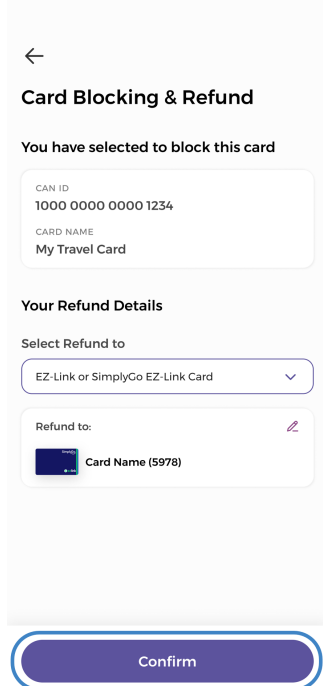 Card Blocking & Refund
You have selected to block this card
CAN ID
1000 0000 0000 1234
CARD NAME
My Travel Card
Your Refund Details
Select Refund to
EZ-Link or SimplyGo EZ-Link Card
Refund to:
SimplyGo
Card Name (5978)
Confirm